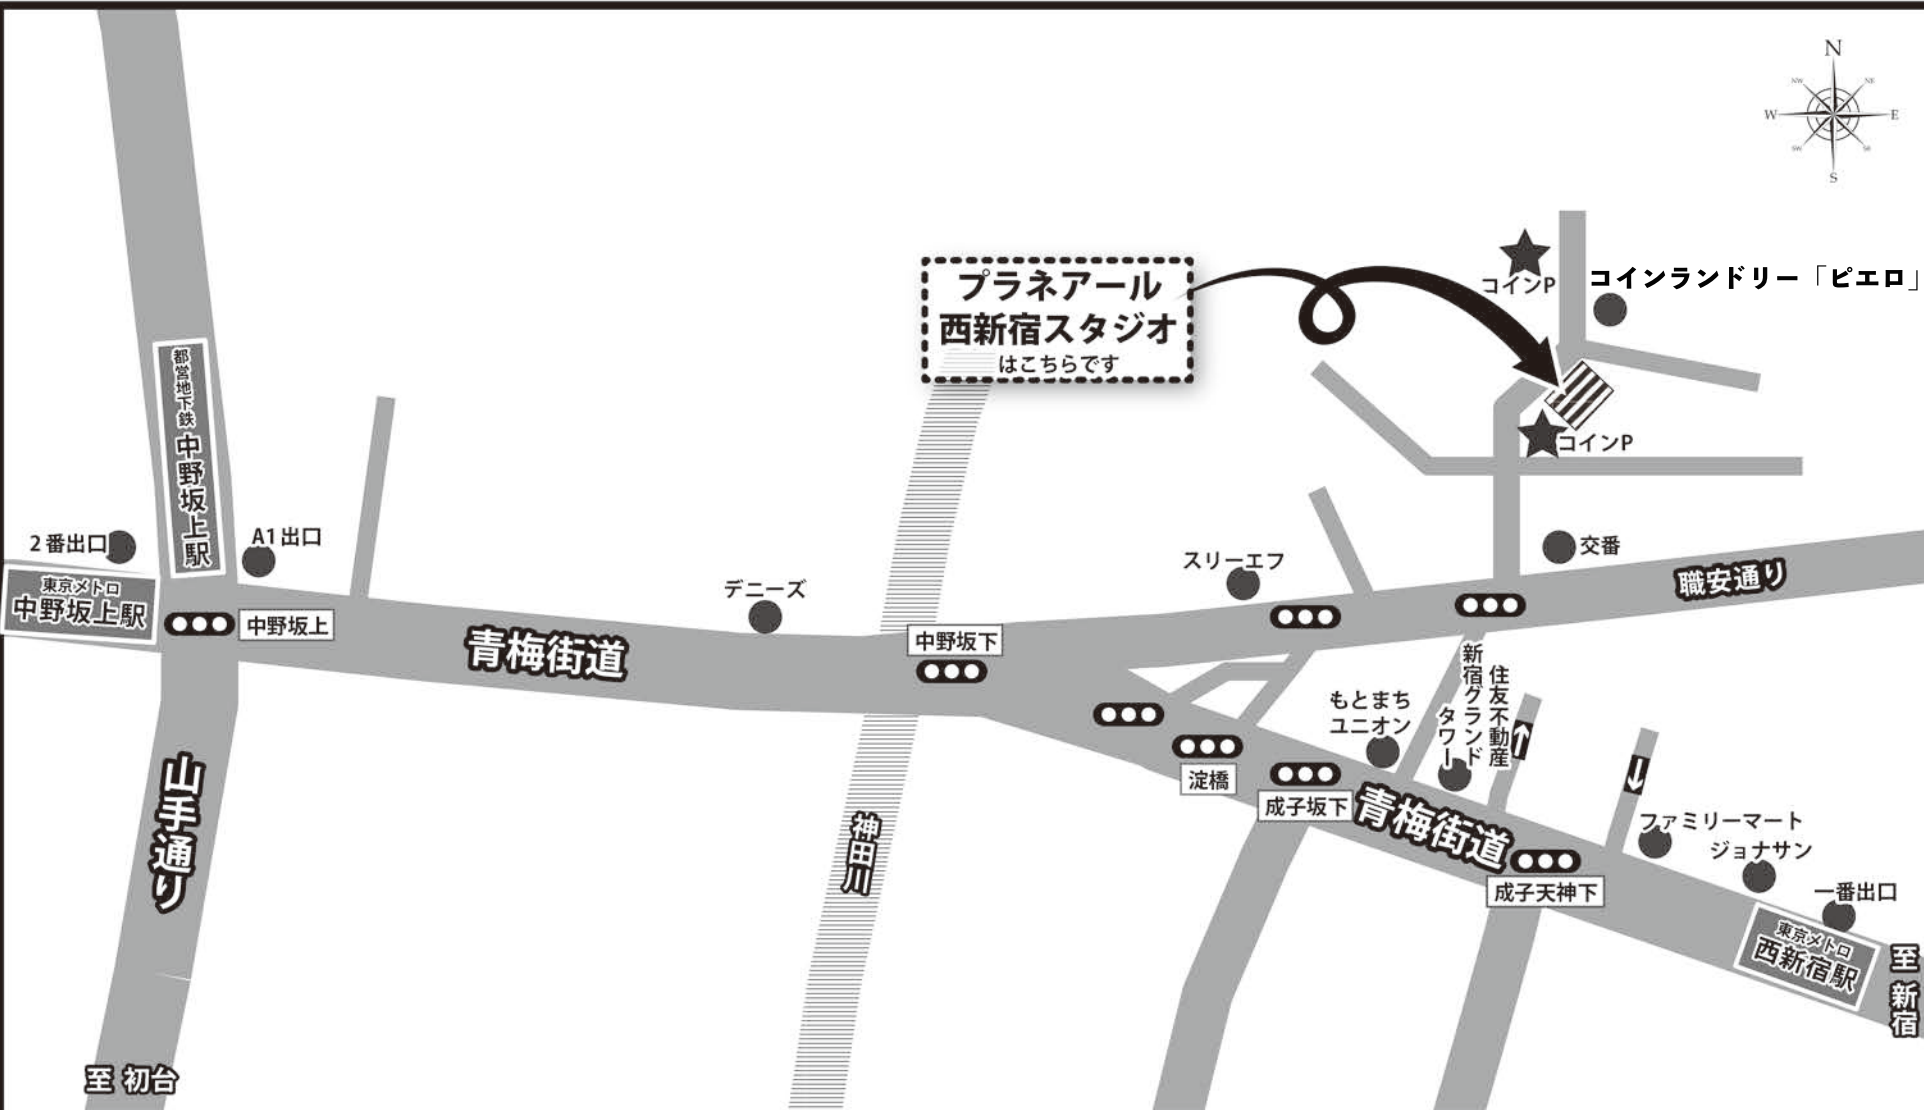 N
NW
NE
W
E
SW
SE
S
コインP
コインランドリー「ピエロ」
プラネアール
西新宿スタジオ
はこちらです
コインP
都営地下鉄 中野坂上駅
2番出口
A1出口
東京メトロ
中野坂上駅
中野坂上
青梅街道
デニーズ
中野坂下
スリーエフ
交番
職安通り
もとまち
ユニオン
住友不動産
新宿グランド
タワー
淀橋
成子坂下
青梅街道
成子天神下
ファミリーマート
ジョナサン
一番出口
東京メトロ
西新宿駅
至 新宿
山手通り
神田川
至 初台